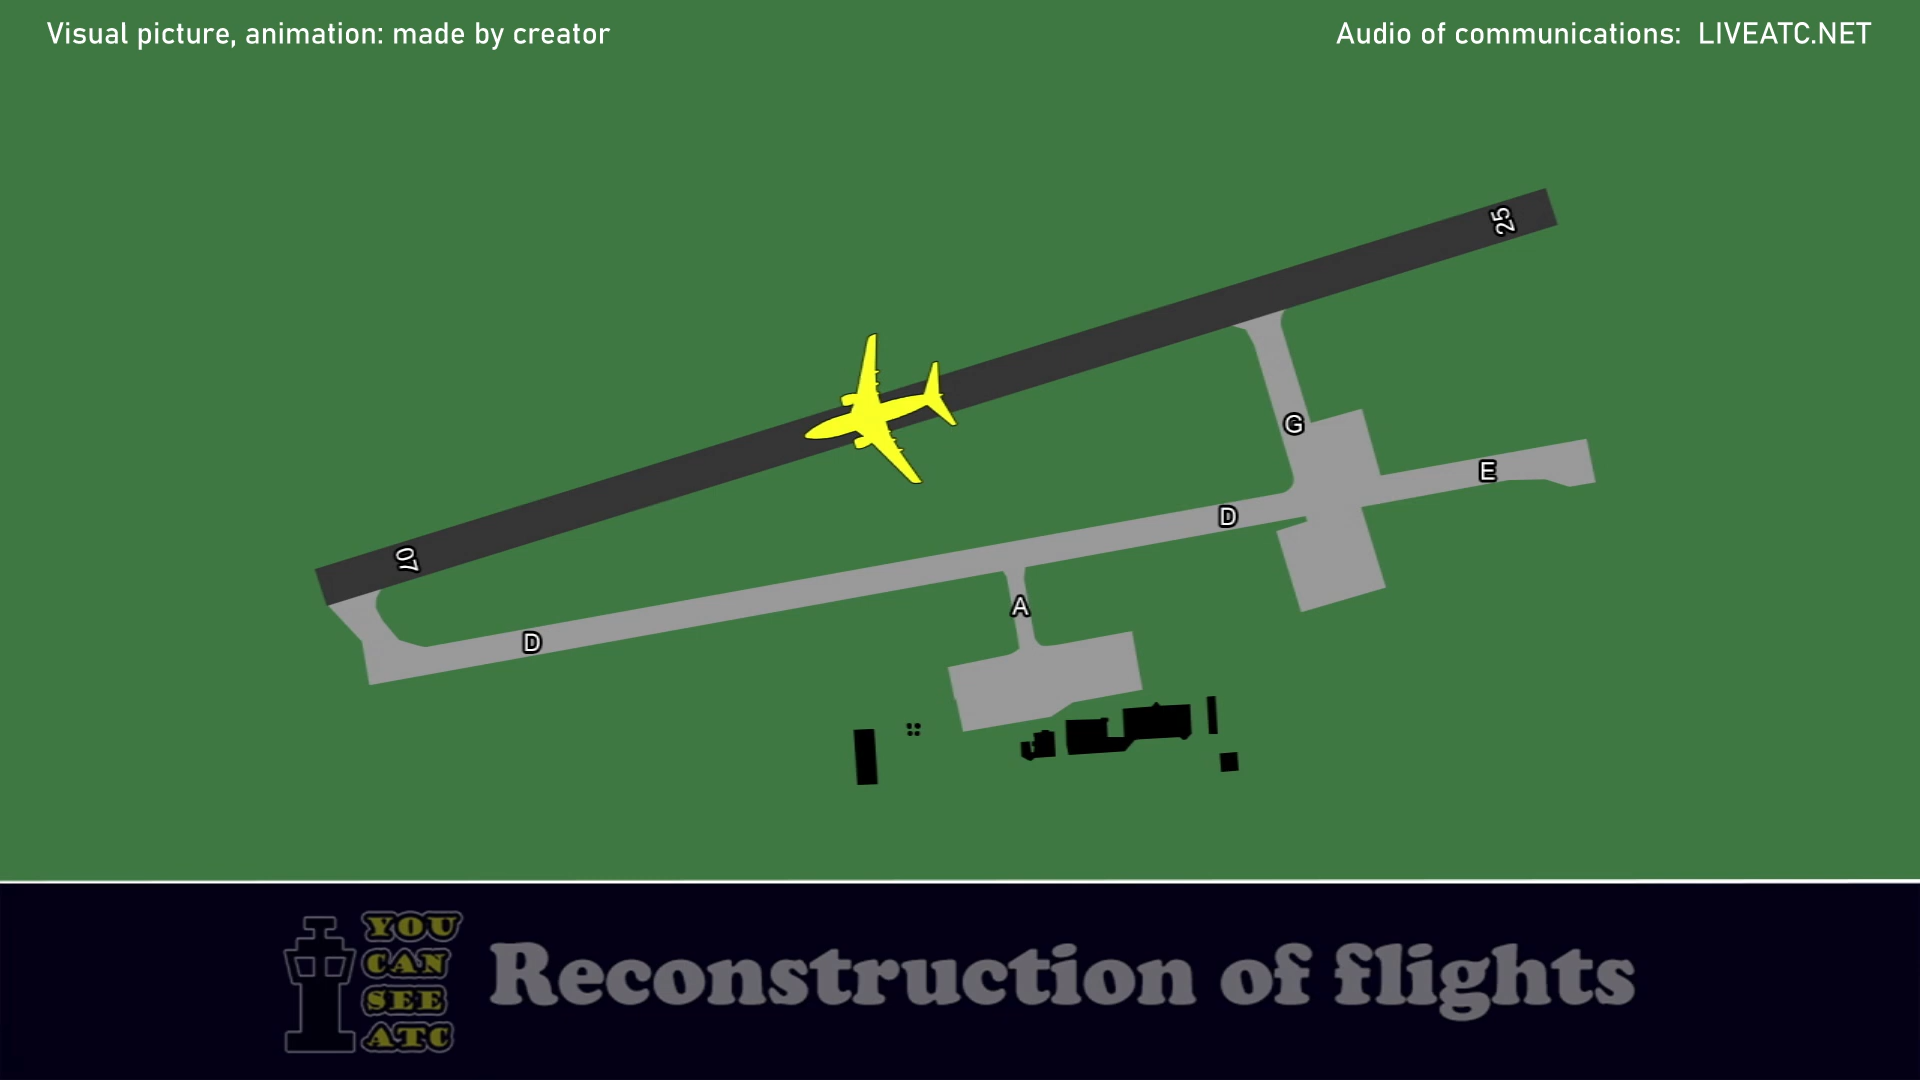 Visual picture, animation: made by creator
Audio of communications: LIVEATC.NET
25
07
G
E
D
D
A
YOU
CAN
SEE
ATC
Reconstruction of flights